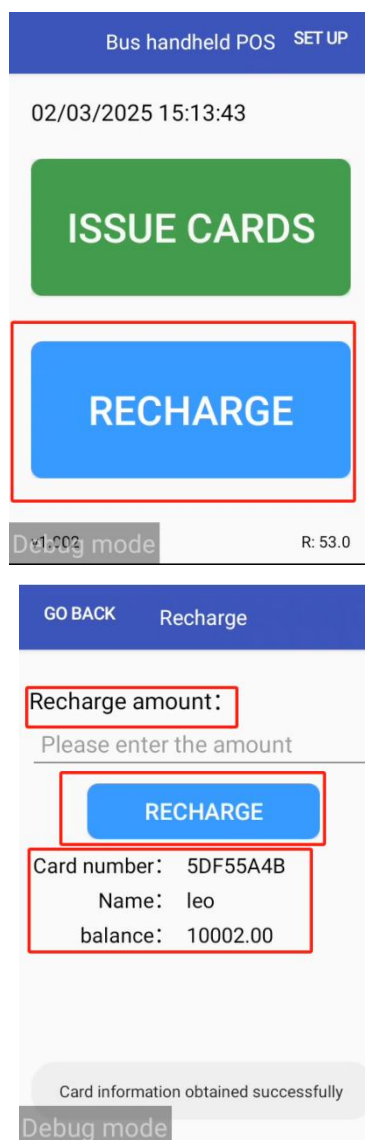 Bus handheld POS SET UP
02/03/2025 15:13:43
ISSUE CARDS
RECHARGE
v1.002
Debug mode
R: 53.0
GO BACK Recharge
Recharge amount：
Please enter the amount
RECHARGE
Card number： 5DF55A4B
Name： leo
balance： 10002.00
Card information obtained successfully
Debug mode